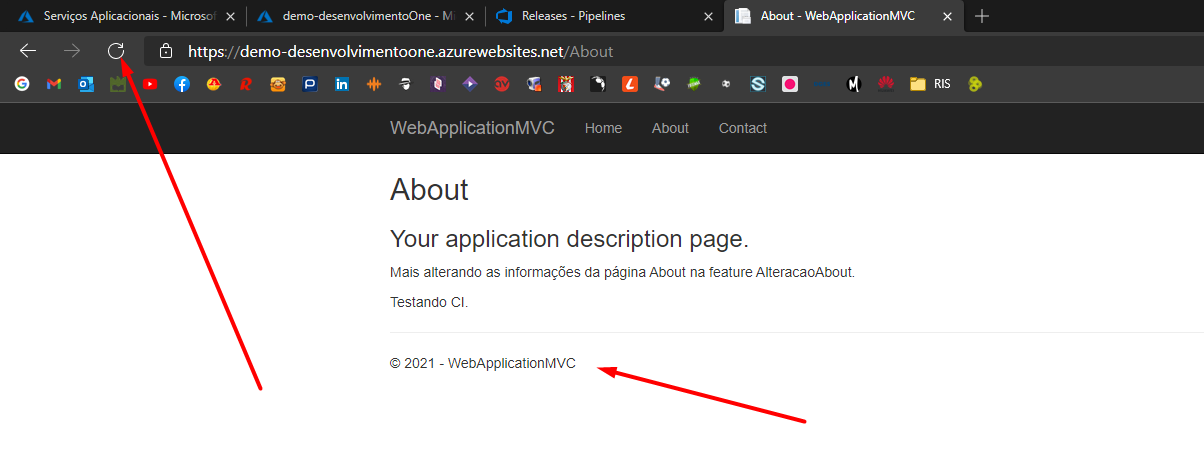 Serviços Aplicacionais - Microsof
demo-desenvolvimentoOne - Mi
Releases - Pipelines
About - WebApplicationMVC
https://demo-desenvolvimentoone.azurewebsites.net/About
RIS
WebApplicationMVC Home About Contact
About
Your application description page.
Mais alterando as informações da página About na feature AlteracaoAbout.
Testando CI.
© 2021 - WebApplicationMVC